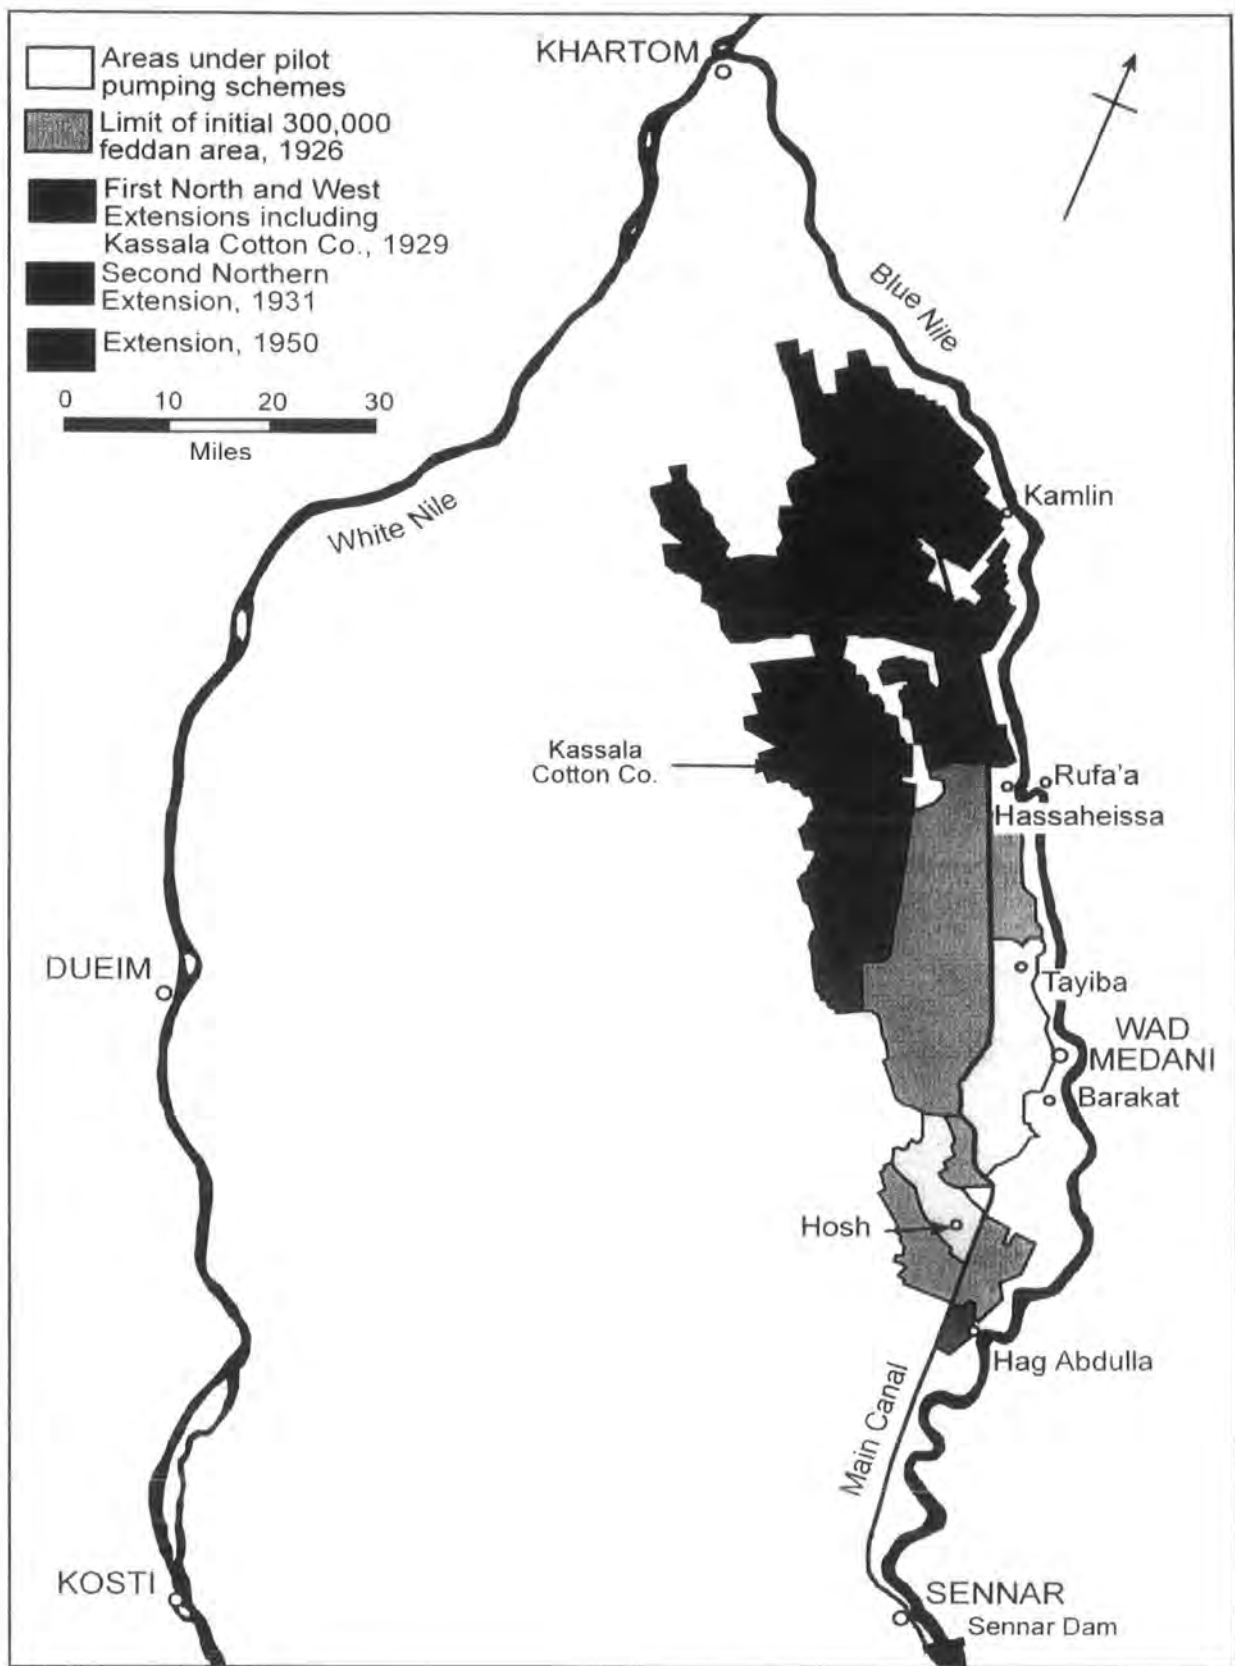 Areas under pilot
pumping schemes
Limit of initial 300,000
feddan area, 1926
First North and West
Extensions including
Kassala Cotton Co., 1929
Second Northern
Extension, 1931
Extension, 1950
0 10 20 30
Miles
KHARTOM
Blue Nile
White Nile
Kamlin
Kassala
Cotton Co.
Rufa'a
Hassaheissa
DUEIM
Tayiba
WAD
MEDANI
Barakat
Hosh
Hag Abdulla
Main Canal
KOSTI
SENNAR
Sennar Dam